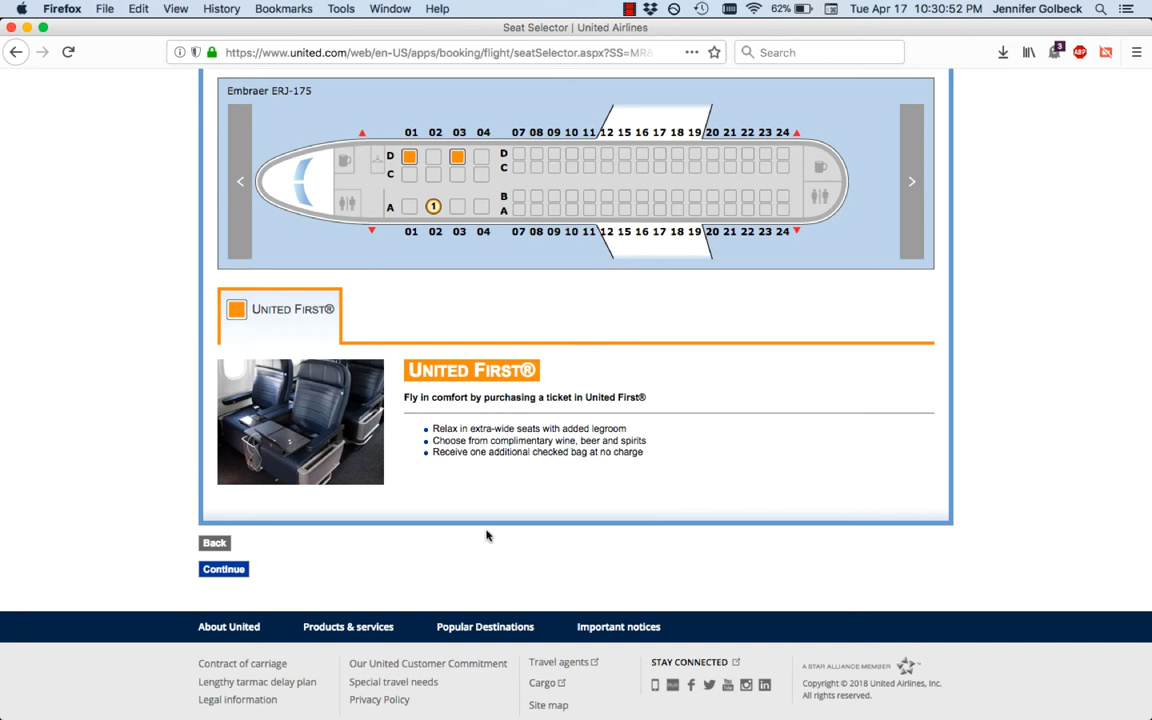 Firefox File Edit View History Bookmarks Tools Window Help 62% Tue Apr 17 10:30:52 PM Jennifer Golbeck
Seat Selector | United Airlines
https://www.united.com/web/en-US/apps/booking/flight/seatSelector.aspx?SS=MR& Search 3 ABP
Embraer ERJ-175
01 02 03 04 07 08 09 10 11 12 15 16 17 18 19 20 21 22 23 24
D D
C C
B
A 1 A
01 02 03 04 07 08 09 10 11 12 15 16 17 18 19 20 21 22 23 24
UNITED FIRST®
UNITED FIRST®
Fly in comfort by purchasing a ticket in United First®
Relax in extra-wide seats with added legroom
Choose from complimentary wine, beer and spirits
Receive one additional checked bag at no charge
Back
Continue
About United Products & services Popular Destinations Important notices
Contract of carriage Our United Customer Commitment Travel agents STAY CONNECTED A STAR ALLIANCE MEMBER
Lengthy tarmac delay plan Special travel needs Cargo Copyright © 2018 United Airlines, Inc.
Legal information Privacy Policy Site map All rights reserved.